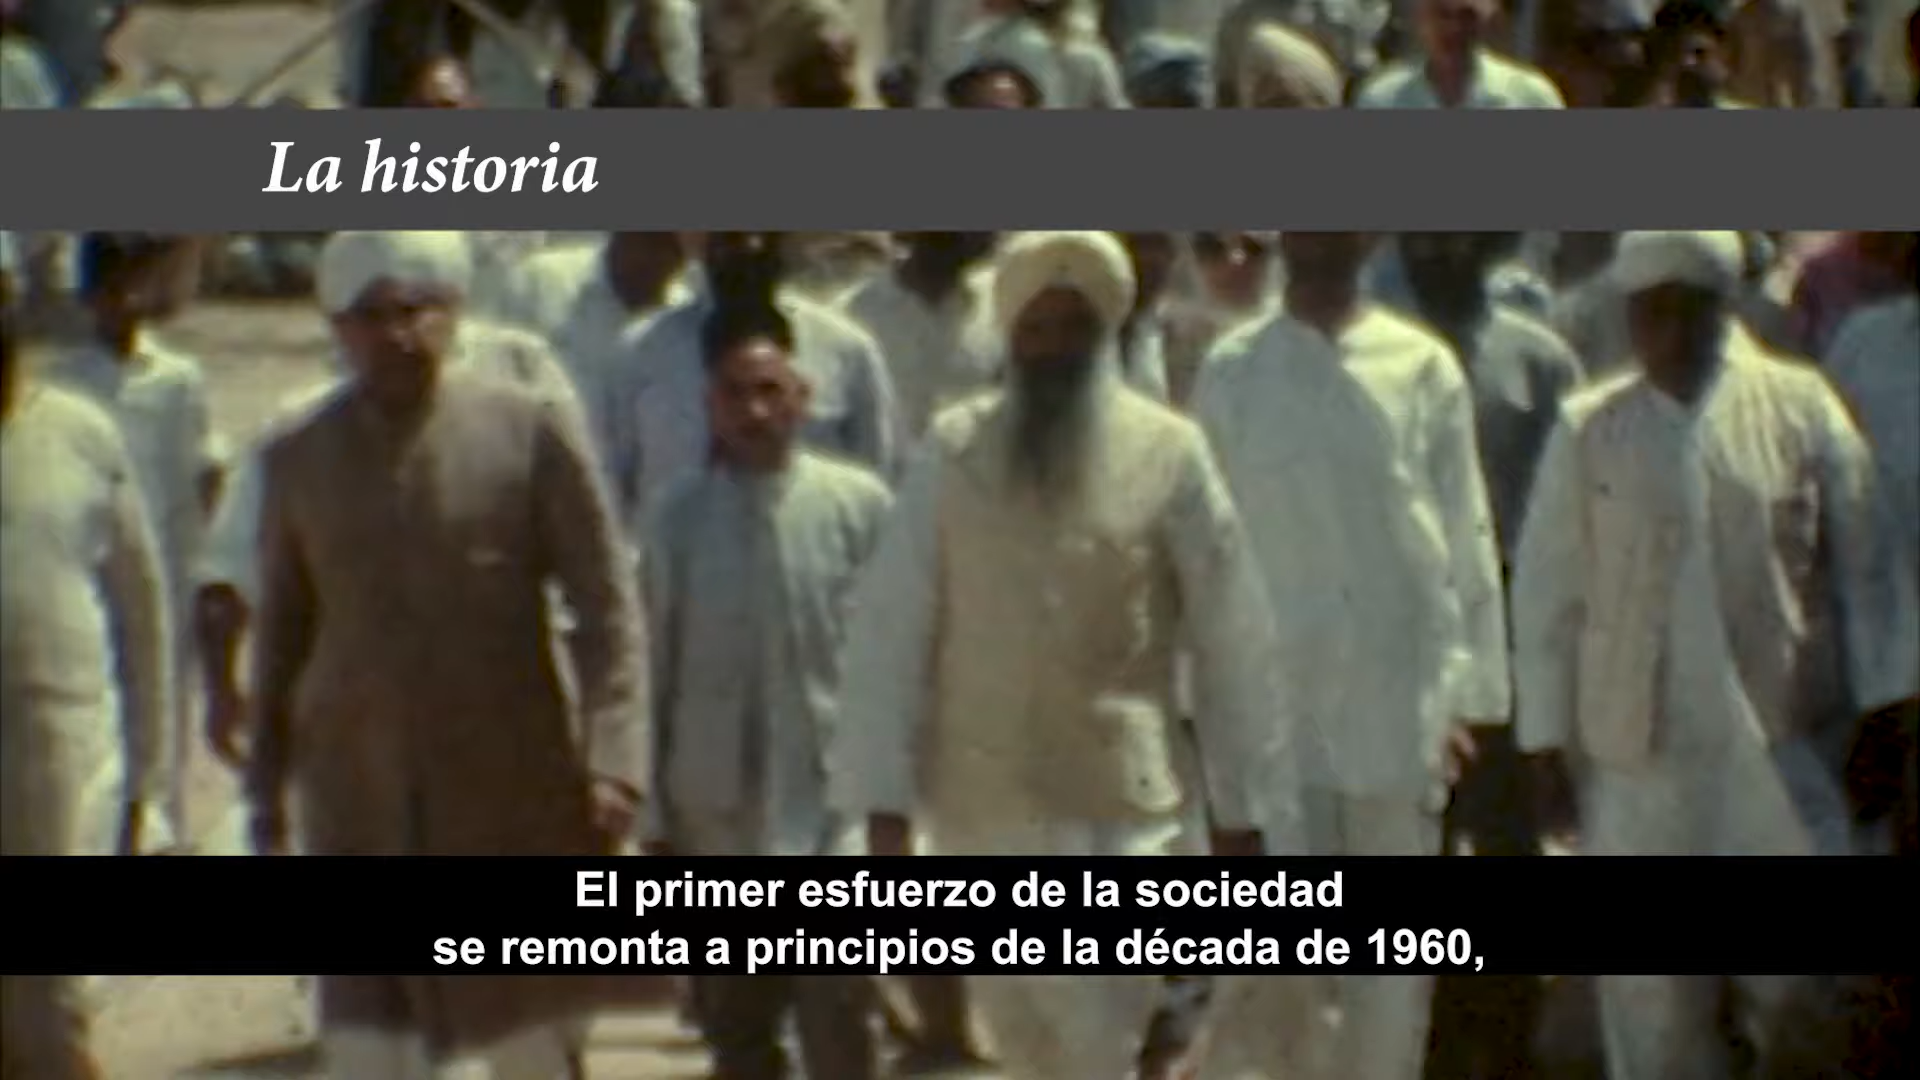 La historia
El primer esfuerzo de la sociedad
se remonta a principios de la década de 1960,